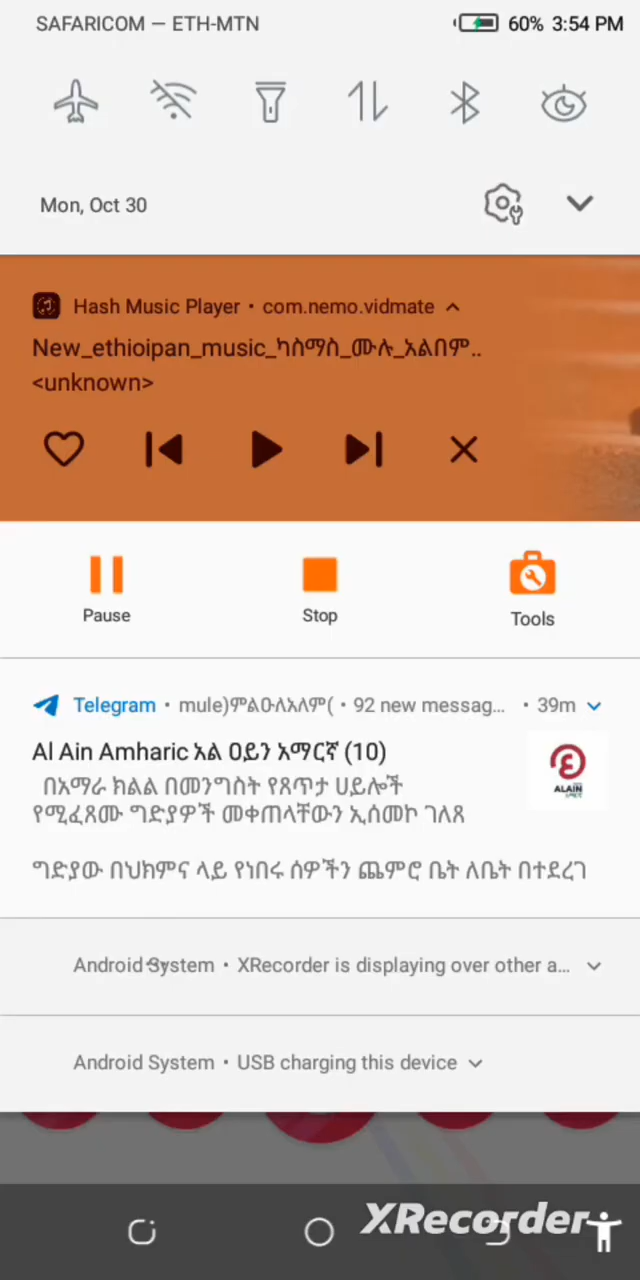 SAFARICOM — ETH-MTN 60% 3:54 PM
Mon, Oct 30
Hash Music Player • com.nemo.vidmate
New_ethioipan_music_ካስማስ_ሙሉ_አልበም..
<unknown>
Pause Stop Tools
Telegram • mule)ምልዑለአለም( • 92 new messag... • 39m
Al Ain Amharic አል ዐይን አማርኛ (10)
በአማራ ክልል በመንግስት የጸጥታ ሀይሎች
የሚፈጸሙ ግድያዎች መቀጠላቸውን ኢሰመኮ ገለጸ
ግድያው በህክምና ላይ የነበሩ ሰዎችን ጨምሮ ቤት ለቤት በተደረገ
ALAIN
Android System • XRecorder is displaying over other a...
Android System • USB charging this device
XRecorder